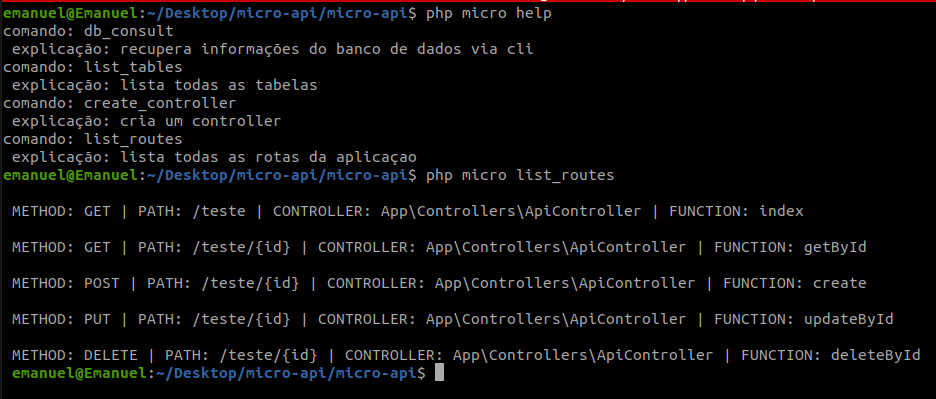 emanuel@Emanuel:~/Desktop/micro-api/micro-api$ php micro help
comando: db_consult
 explicação: recupera informações do banco de dados via cli
comando: list_tables
 explicação: lista todas as tabelas
comando: create_controller
 explicação: cria um controller
comando: list_routes
 explicação: lista todas as rotas da aplicaçao
emanuel@Emanuel:~/Desktop/micro-api/micro-api$ php micro list_routes
 METHOD: GET | PATH: /teste | CONTROLLER: App\Controllers\ApiController | FUNCTION: index
 METHOD: GET | PATH: /teste/{id} | CONTROLLER: App\Controllers\ApiController | FUNCTION: getById
 METHOD: POST | PATH: /teste/{id} | CONTROLLER: App\Controllers\ApiController | FUNCTION: create
 METHOD: PUT | PATH: /teste/{id} | CONTROLLER: App\Controllers\ApiController | FUNCTION: updateById
 METHOD: DELETE | PATH: /teste/{id} | CONTROLLER: App\Controllers\ApiController | FUNCTION: deleteById
 emanuel@Emanuel:~/Desktop/micro-api/micro-api$